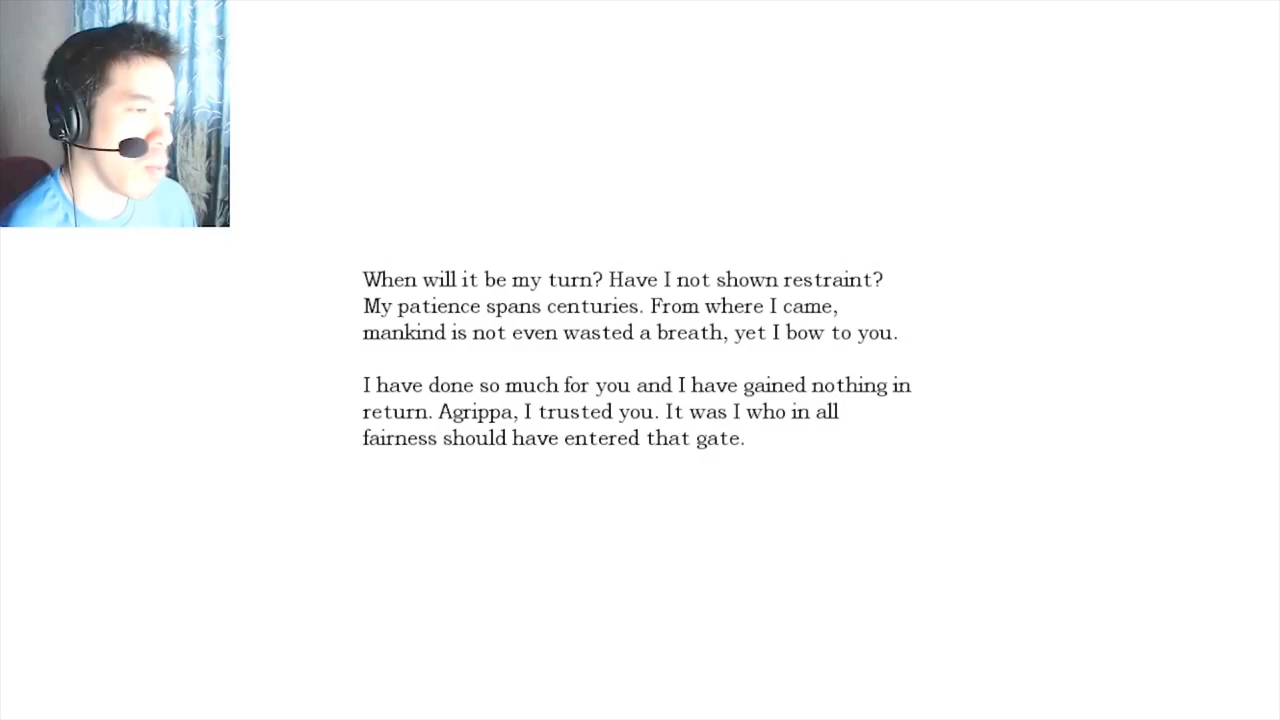 When will it be my turn? Have I not shown restraint?
My patience spans centuries. From where I came,
mankind is not even wasted a breath, yet I bow to you.
I have done so much for you and I have gained nothing in
return. Agrippa, I trusted you. It was I who in all
fairness should have entered that gate.